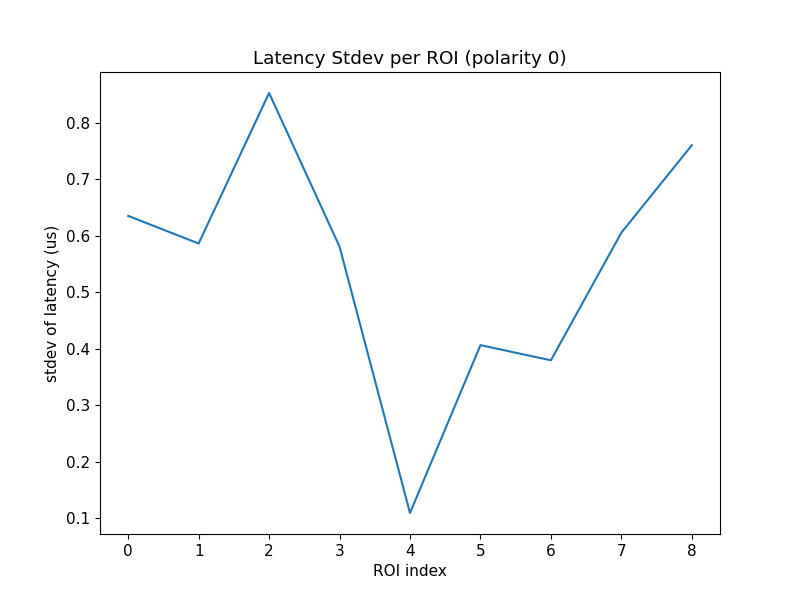 Latency Stdev per ROI (polarity 0)
stdev of latency (us)
0.8
0.7
0.6
0.5
0.4
0.3
0.2
0.1
0 1 2 3 4 5 6 7 8
ROI index